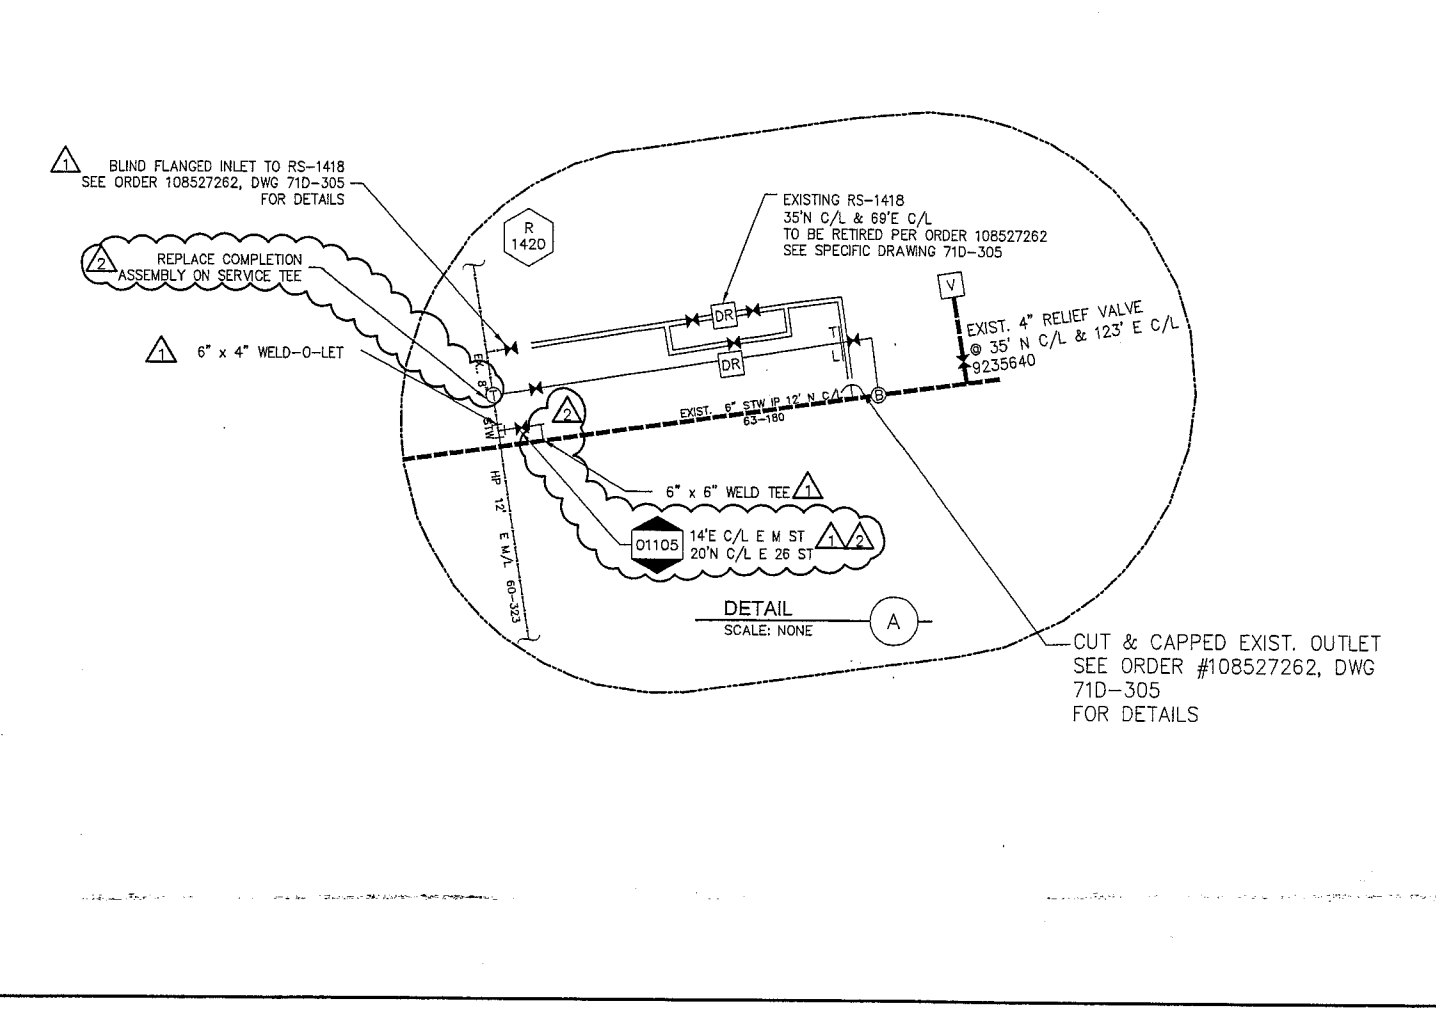 1
BLIND FLANGED INLET TO RS-1418
SEE ORDER 108527262, DWG 71D-305
FOR DETAILS
R
1420
EXISTING RS-1418
35'N C/L & 69'E C/L
TO BE RETIRED PER ORDER 108527262
SEE SPECIFIC DRAWING 71D-305
2
REPLACE COMPLETION
ASSEMBLY ON SERVICE TEE
V
EXIST. 4" RELIEF VALVE
@ 35' N C/L & 123' E C/L
9235640
DR
DR
1
6" x 4" WELD-O-LET
T
B
EX. 8" STW HP 12' E M/L 60-323
EXIST. 6" STW IP 12' N C/L
63-180
2
6" x 6" WELD TEE
1
01105
14'E C/L E M ST
20'N C/L E 26 ST
1
2
DETAIL
SCALE: NONE
A
CUT & CAPPED EXIST. OUTLET
SEE ORDER #108527262, DWG
71D-305
FOR DETAILS